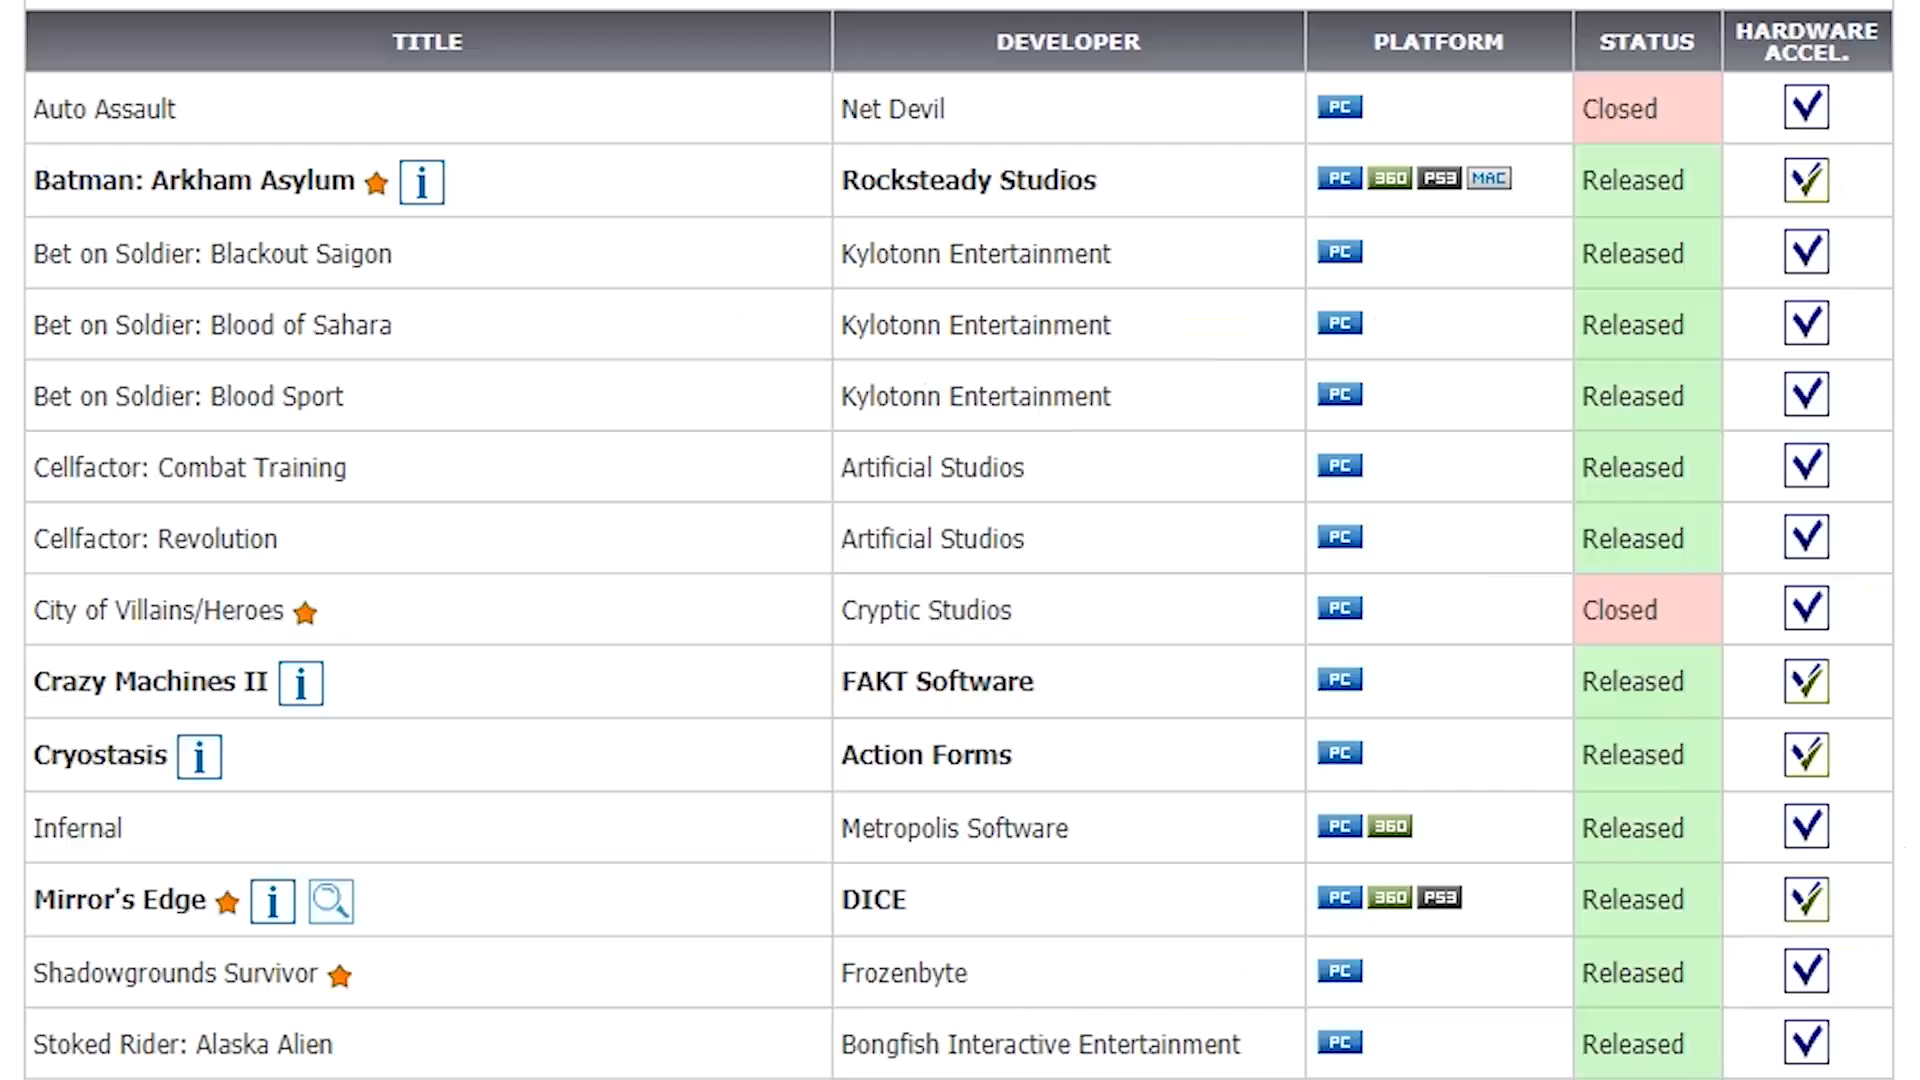 TITLE DEVELOPER PLATFORM STATUS HARDWARE ACCEL.
Auto Assault Net Devil PC Closed
Batman: Arkham Asylum i Rocksteady Studios PC 360 PS3 MAC Released
Bet on Soldier: Blackout Saigon Kylotonn Entertainment PC Released
Bet on Soldier: Blood of Sahara Kylotonn Entertainment PC Released
Bet on Soldier: Blood Sport Kylotonn Entertainment PC Released
Cellfactor: Combat Training Artificial Studios PC Released
Cellfactor: Revolution Artificial Studios PC Released
City of Villains/Heroes Cryptic Studios PC Closed
Crazy Machines II i FAKT Software PC Released
Cryostasis i Action Forms PC Released
Infernal Metropolis Software PC 360 Released
Mirror's Edge i DICE PC 360 PS3 Released
Shadowgrounds Survivor Frozenbyte PC Released
Stoked Rider: Alaska Alien Bongfish Interactive Entertainment PC Released